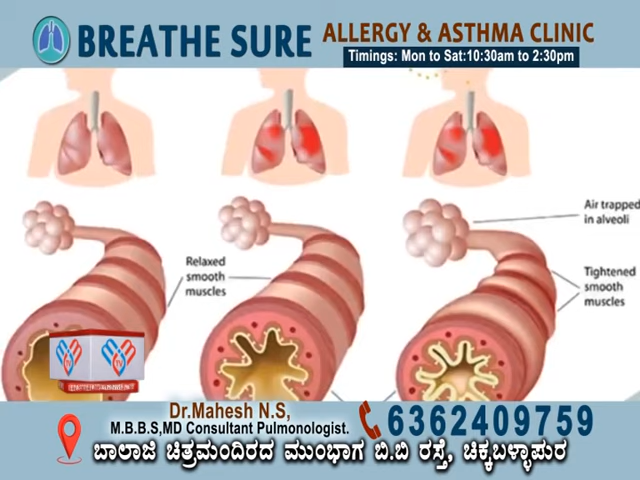 BREATHE SURE
ALLERGY & ASTHMA CLINIC
Timings: Mon to Sat:10:30am to 2:30pm
Air trapped
in alveoli
Relaxed
smooth
muscles
Tightened
smooth
muscles
TV
Dr.Mahesh N.S,
M.B.B.S,MD Consultant Pulmonologist.
6362409759
ಬಾಲಾಜಿ ಚಿತ್ರಮಂದಿರದ ಮುಂಭಾಗ ಬಿ.ಬಿ ರಸ್ತೆ, ಚಿಕ್ಕಬಳ್ಳಾಪುರ